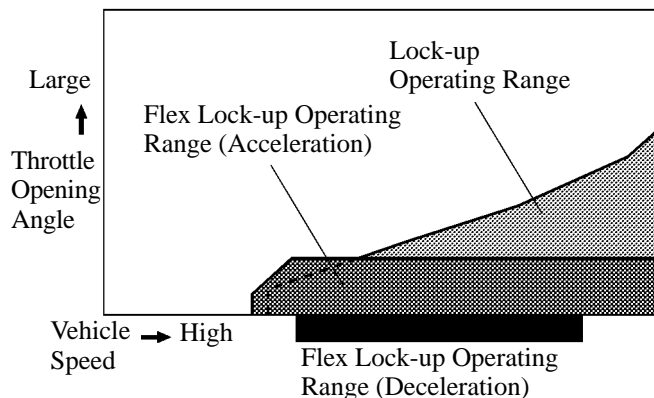 Lock-up
Operating Range
Large
Flex Lock-up Operating
Range (Acceleration)
Throttle
Opening
Angle
Vehicle
Speed
High
Flex Lock-up Operating
Range (Deceleration)